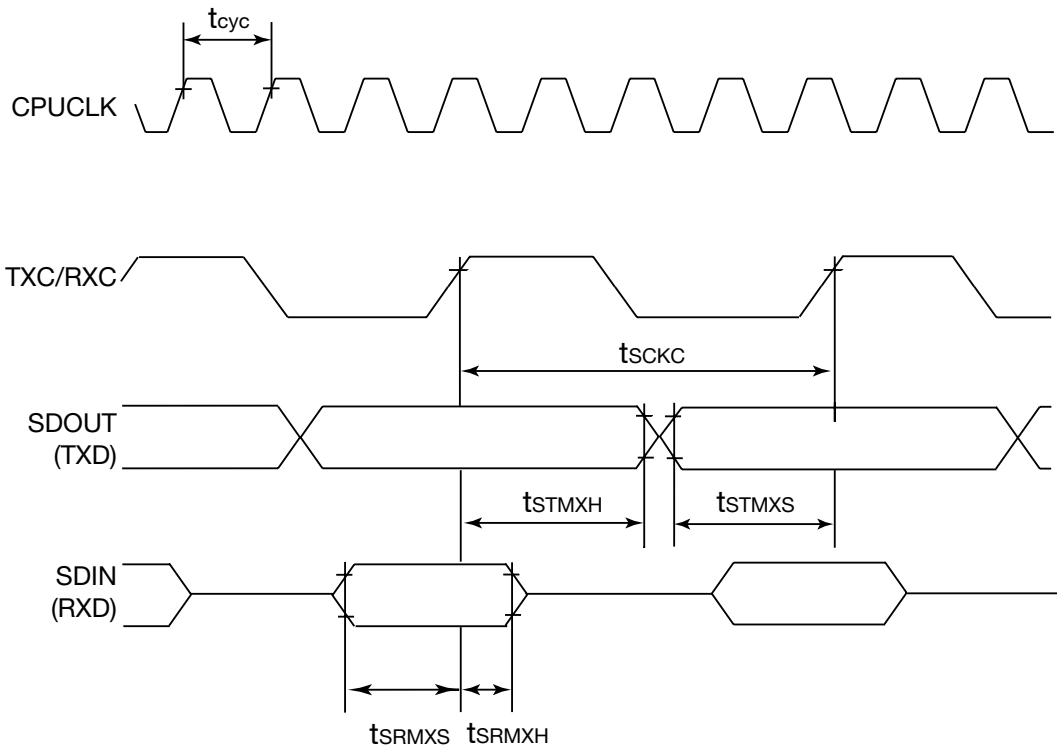 tcyc
CPUCLK
TXC/RXC
tSCKC
SDOUT
(TXD)
tSTMXH
tSTMXS
SDIN
(RXD)
tSRMXS
tSRMXH